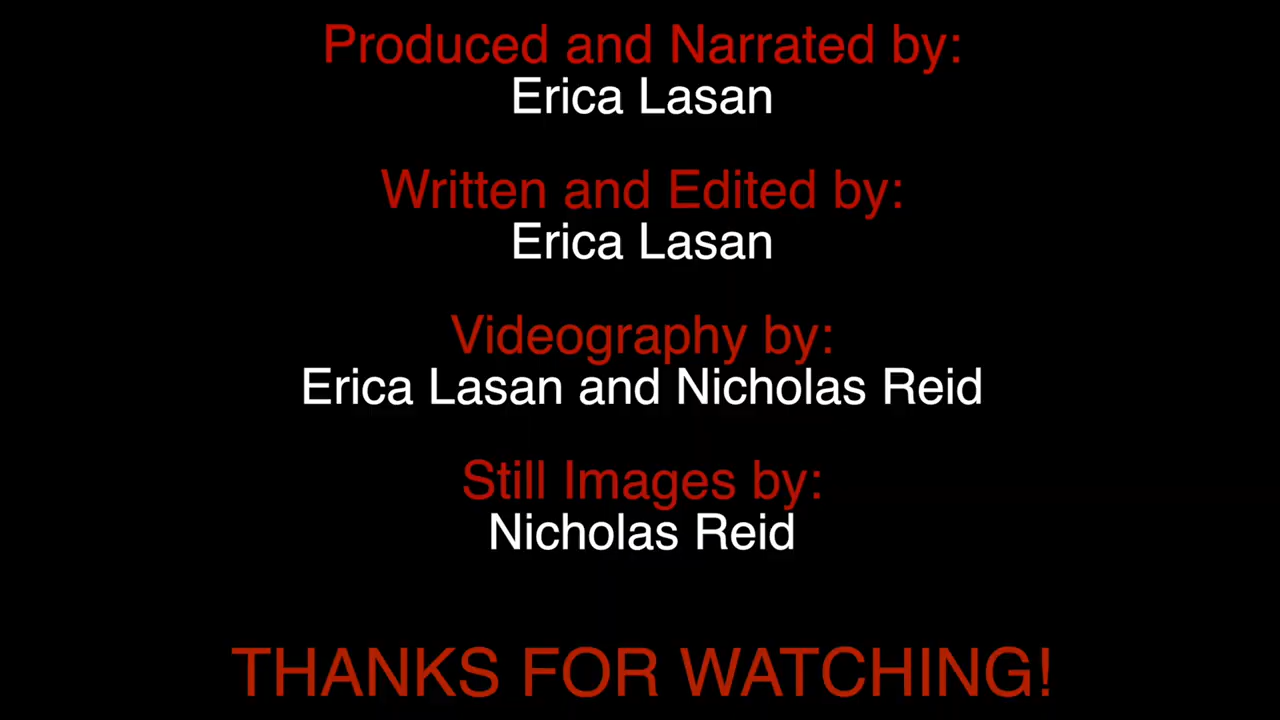 Produced and Narrated by:
Erica Lasan
Written and Edited by:
Erica Lasan
Videography by:
Erica Lasan and Nicholas Reid
Still Images by:
Nicholas Reid
THANKS FOR WATCHING!